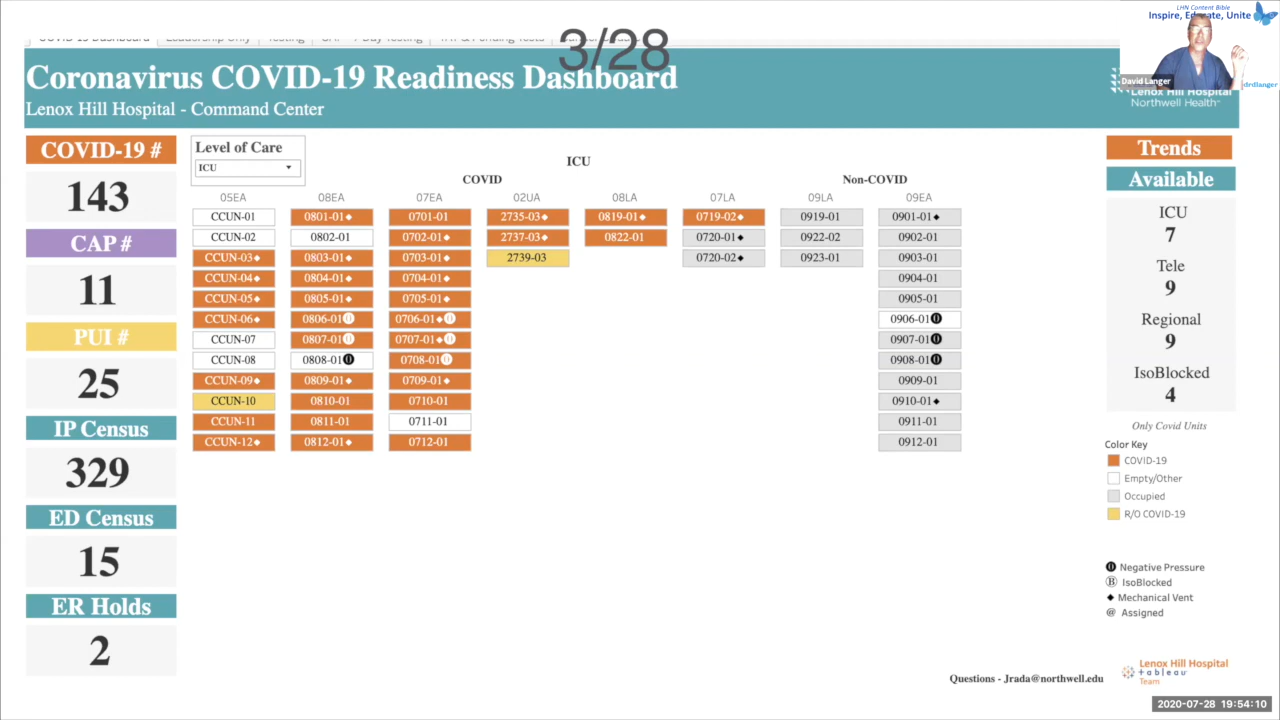 LHN Content Bible
Inspire, Educate, Unite
3/28
Coronavirus COVID-19 Readiness Dashboard
Lenox Hill Hospital - Command Center
David Langer
drdlanger
Lenox Hill Hospital
Northwell Health
COVID-19 #
143
CAP #
11
PUI #
25
IP Census
329
ED Census
15
ER Holds
2
Level of Care
ICU
ICU
COVID Non-COVID
05EA 08EA 07EA 02UA 08LA 07LA 09LA 09EA
CCUN-01 0801-01◆ 0701-01 2735-03◆ 0819-01◆ 0719-02◆ 0919-01 0901-01◆
CCUN-02 0802-01 0702-01◆ 2737-03◆ 0822-01 0720-01◆ 0922-02 0902-01
CCUN-03◆ 0803-01◆ 0703-01◆ 2739-03 0720-02◆ 0923-01 0903-01
CCUN-04◆ 0804-01◆ 0704-01◆ 0904-01
CCUN-05◆ 0805-01◆ 0705-01◆ 0905-01
CCUN-06◆ 0806-01 0706-01◆ 0906-01
CCUN-07 0807-01 0707-01◆ 0907-01
CCUN-08 0808-01 0708-01 0908-01
CCUN-09◆ 0809-01◆ 0709-01◆ 0909-01
CCUN-10 0810-01 0710-01 0910-01◆
CCUN-11 0811-01 0711-01 0911-01
CCUN-12◆ 0812-01◆ 0712-01 0912-01
Trends
Available
ICU
7
Tele
9
Regional
9
IsoBlocked
4
Only Covid Units
Color Key
COVID-19
Empty/Other
Occupied
R/O COVID-19
Negative Pressure
Ⓑ IsoBlocked
◆ Mechanical Vent
@ Assigned
Questions - Jrada@northwell.edu
Lenox Hill Hospital
+ a b l e a u
Team
2020-07-28 19:54:10